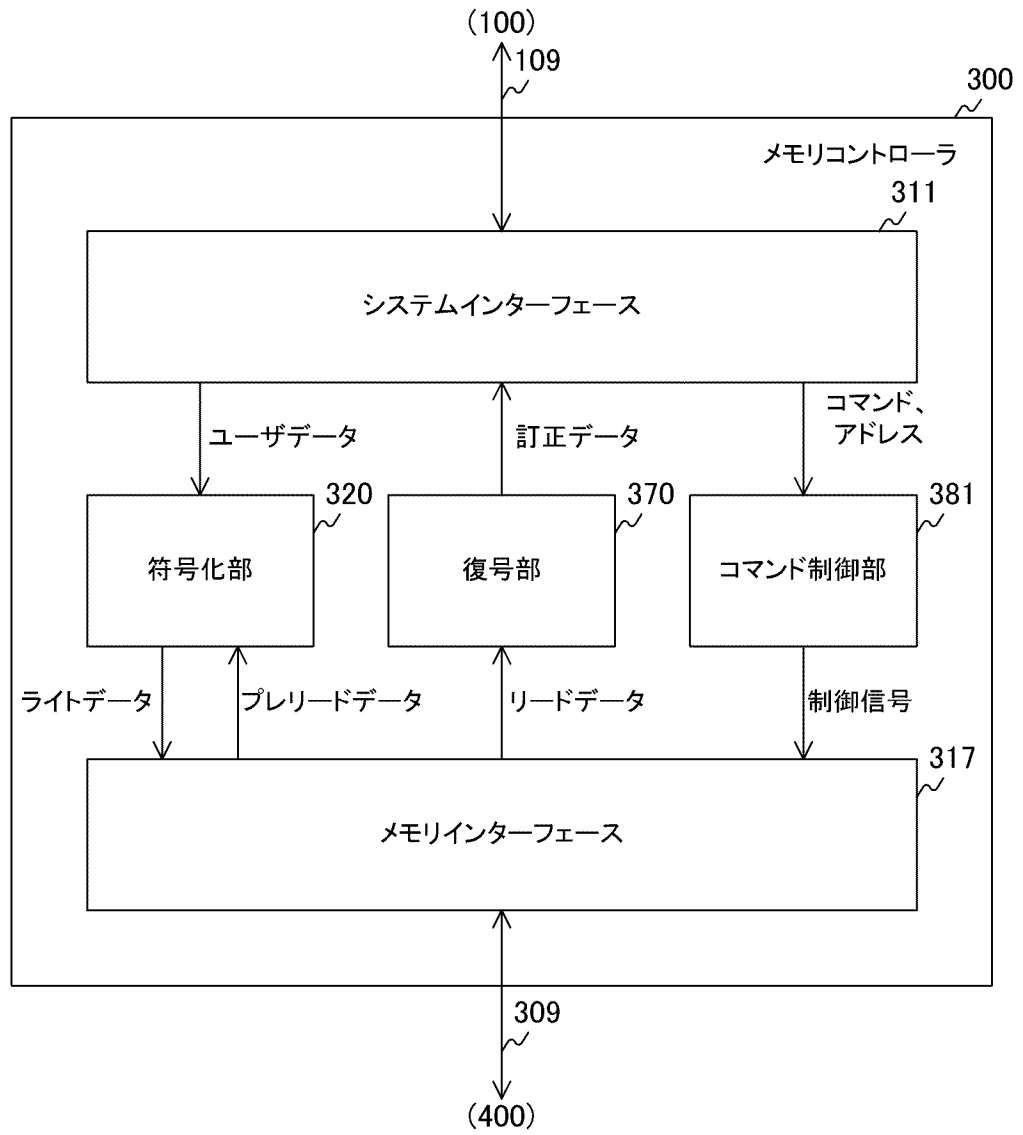 (100)
109
300
メモリコントローラ
311
システムインターフェース
ユーザデータ
訂正データ
コマンド、
アドレス
320
370
381
符号化部
復号部
コマンド制御部
ライトデータ
プレリードデータ
リードデータ
制御信号
317
メモリインターフェース
309
(400)